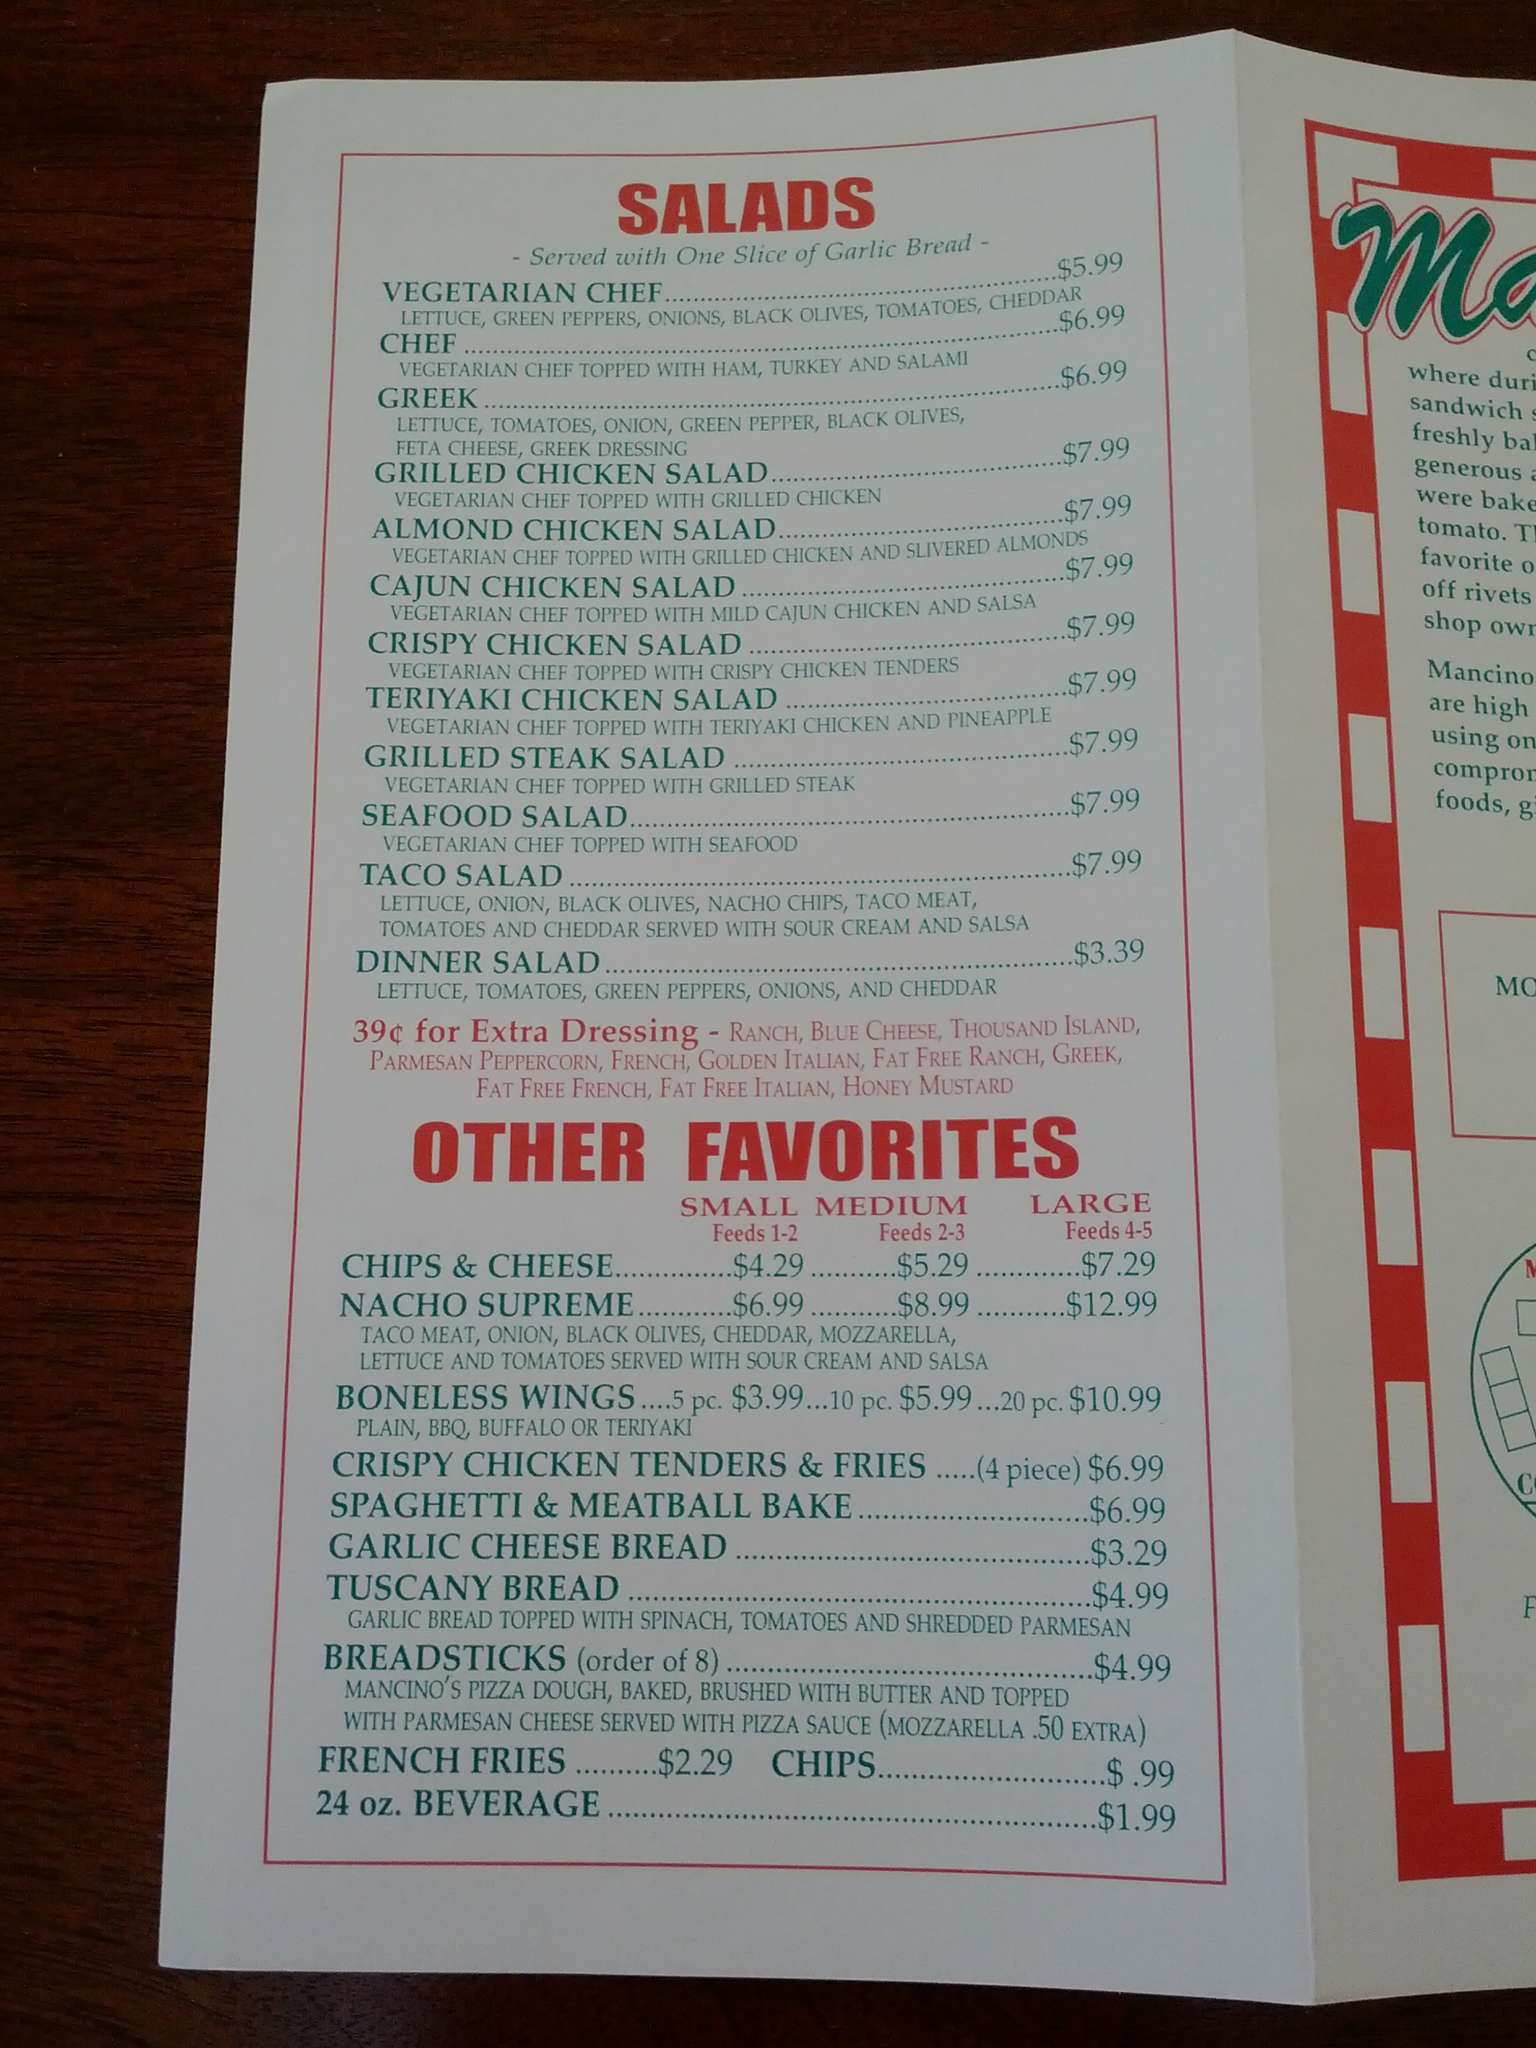 SALADS
- Served with One Slice of Garlic Bread -
VEGETARIAN CHEF..............................................$5.99
LETTUCE, GREEN PEPPERS, ONIONS, BLACK OLIVES, TOMATOES, CHEDDAR
CHEF ..............................................$6.99
VEGETARIAN CHEF TOPPED WITH HAM, TURKEY AND SALAMI
GREEK ..............................................$6.99
LETTUCE, TOMATOES, ONION, GREEN PEPPER, BLACK OLIVES,
FETA CHEESE, GREEK DRESSING
GRILLED CHICKEN SALAD..............................$7.99
VEGETARIAN CHEF TOPPED WITH GRILLED CHICKEN
ALMOND CHICKEN SALAD..............................$7.99
VEGETARIAN CHEF TOPPED WITH GRILLED CHICKEN AND SLIVERED ALMONDS
CAJUN CHICKEN SALAD ..............................$7.99
VEGETARIAN CHEF TOPPED WITH MILD CAJUN CHICKEN AND SALSA
CRISPY CHICKEN SALAD ..............................$7.99
VEGETARIAN CHEF TOPPED WITH CRISPY CHICKEN TENDERS
TERIYAKI CHICKEN SALAD ..............................$7.99
VEGETARIAN CHEF TOPPED WITH TERIYAKI CHICKEN AND PINEAPPLE
GRILLED STEAK SALAD ..............................$7.99
VEGETARIAN CHEF TOPPED WITH GRILLED STEAK
SEAFOOD SALAD..............................................$7.99
VEGETARIAN CHEF TOPPED WITH SEAFOOD
TACO SALAD ..............................................$7.99
LETTUCE, ONION, BLACK OLIVES, NACHO CHIPS, TACO MEAT,
TOMATOES AND CHEDDAR SERVED WITH SOUR CREAM AND SALSA
DINNER SALAD ..............................................$3.39
LETTUCE, TOMATOES, GREEN PEPPERS, ONIONS, AND CHEDDAR
39¢ for Extra Dressing - RANCH, BLUE CHEESE, THOUSAND ISLAND,
PARMESAN PEPPERCORN, FRENCH, GOLDEN ITALIAN, FAT FREE RANCH, GREEK,
FAT FREE FRENCH, FAT FREE ITALIAN, HONEY MUSTARD
OTHER FAVORITES
SMALL MEDIUM LARGE
Feeds 1-2 Feeds 2-3 Feeds 4-5
CHIPS & CHEESE..............$4.29 ..........$5.29 ............$7.29
NACHO SUPREME...........$6.99 ..........$8.99 ..........$12.99
TACO MEAT, ONION, BLACK OLIVES, CHEDDAR, MOZZARELLA,
LETTUCE AND TOMATOES SERVED WITH SOUR CREAM AND SALSA
BONELESS WINGS ....5 pc. $3.99...10 pc. $5.99 ...20 pc. $10.99
PLAIN, BBQ, BUFFALO OR TERIYAKI
CRISPY CHICKEN TENDERS & FRIES .....(4 piece) $6.99
SPAGHETTI & MEATBALL BAKE ...........................$6.99
GARLIC CHEESE BREAD ..........................................$3.29
TUSCANY BREAD ......................................................$4.99
GARLIC BREAD TOPPED WITH SPINACH, TOMATOES AND SHREDDED PARMESAN
BREADSTICKS (order of 8) ..........................................$4.99
MANCINO'S PIZZA DOUGH, BAKED, BRUSHED WITH BUTTER AND TOPPED
WITH PARMESAN CHEESE SERVED WITH PIZZA SAUCE (MOZZARELLA .50 EXTRA)
FRENCH FRIES ..........$2.29 CHIPS...........................$ .99
24 oz. BEVERAGE ..........................................................$1.99
Ma
where duri
sandwich s
freshly ba
generous a
were bake
tomato. T
favorite o
off rivets
shop own
Mancino
are high
using on
compro
foods, g
MO
M
CO
F